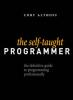 CORY ALTHOFF
the self-taught
PROGRAMMER
the definitive guide
to programming
professionally